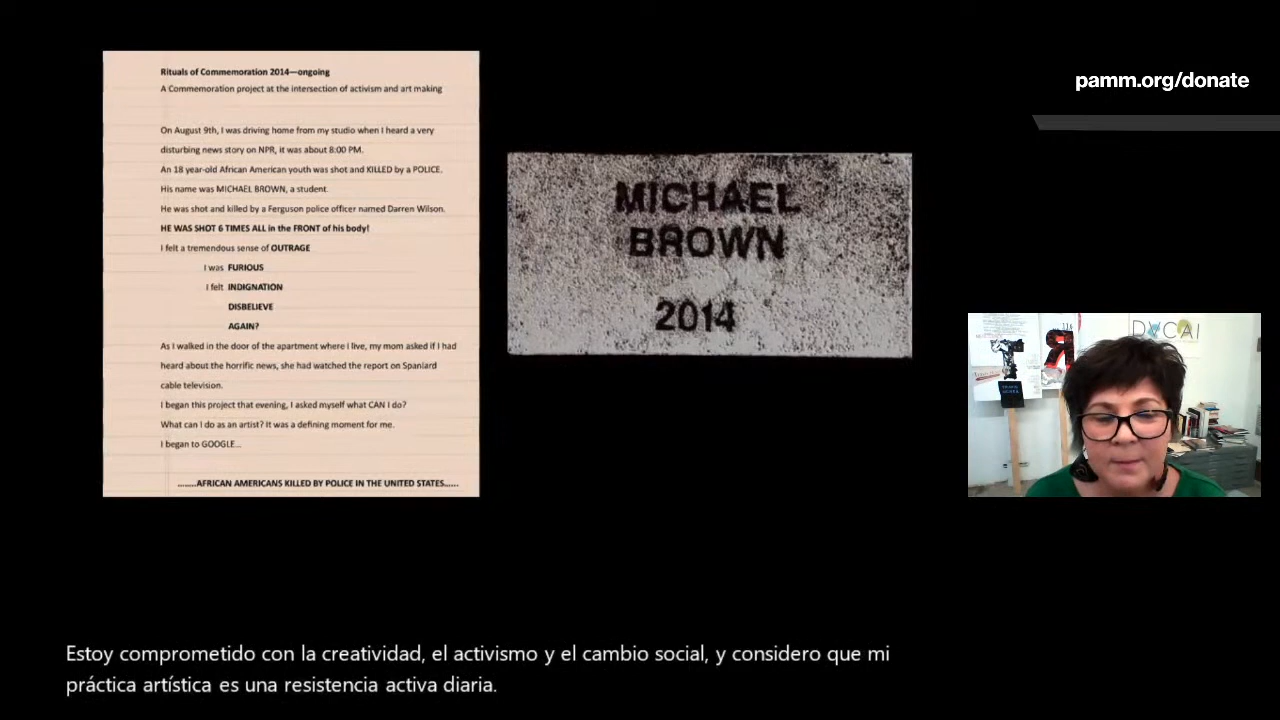 Rituals of Commemoration 2014—ongoing
A Commemoration project at the intersection of activism and art making
On August 9th, I was driving home from my studio when I heard a very
disturbing news story on NPR, it was about 8:00 PM.
An 18 year-old African American youth was shot and KILLED by a POLICE.
His name was MICHAEL BROWN, a student.
He was shot and killed by a Ferguson police officer named Darren Wilson.
HE WAS SHOT 6 TIMES ALL in the FRONT of his body!
I felt a tremendous sense of OUTRAGE
I was FURIOUS
I felt INDIGNATION
DISBELIEVE
AGAIN?
As I walked in the door of the apartment where I live, my mom asked if I had
heard about the horrific news, she had watched the report on Spaniard
cable television.
I began this project that evening, I asked myself what CAN I do?
What can I do as an artist? It was a defining moment for me.
I began to GOOGLE...
........AFRICAN AMERICANS KILLED BY POLICE IN THE UNITED STATES......
MICHAEL
BROWN
2014
pamm.org/donate
DVCAI
Estoy comprometido con la creatividad, el activismo y el cambio social, y considero que mi
práctica artística es una resistencia activa diaria.